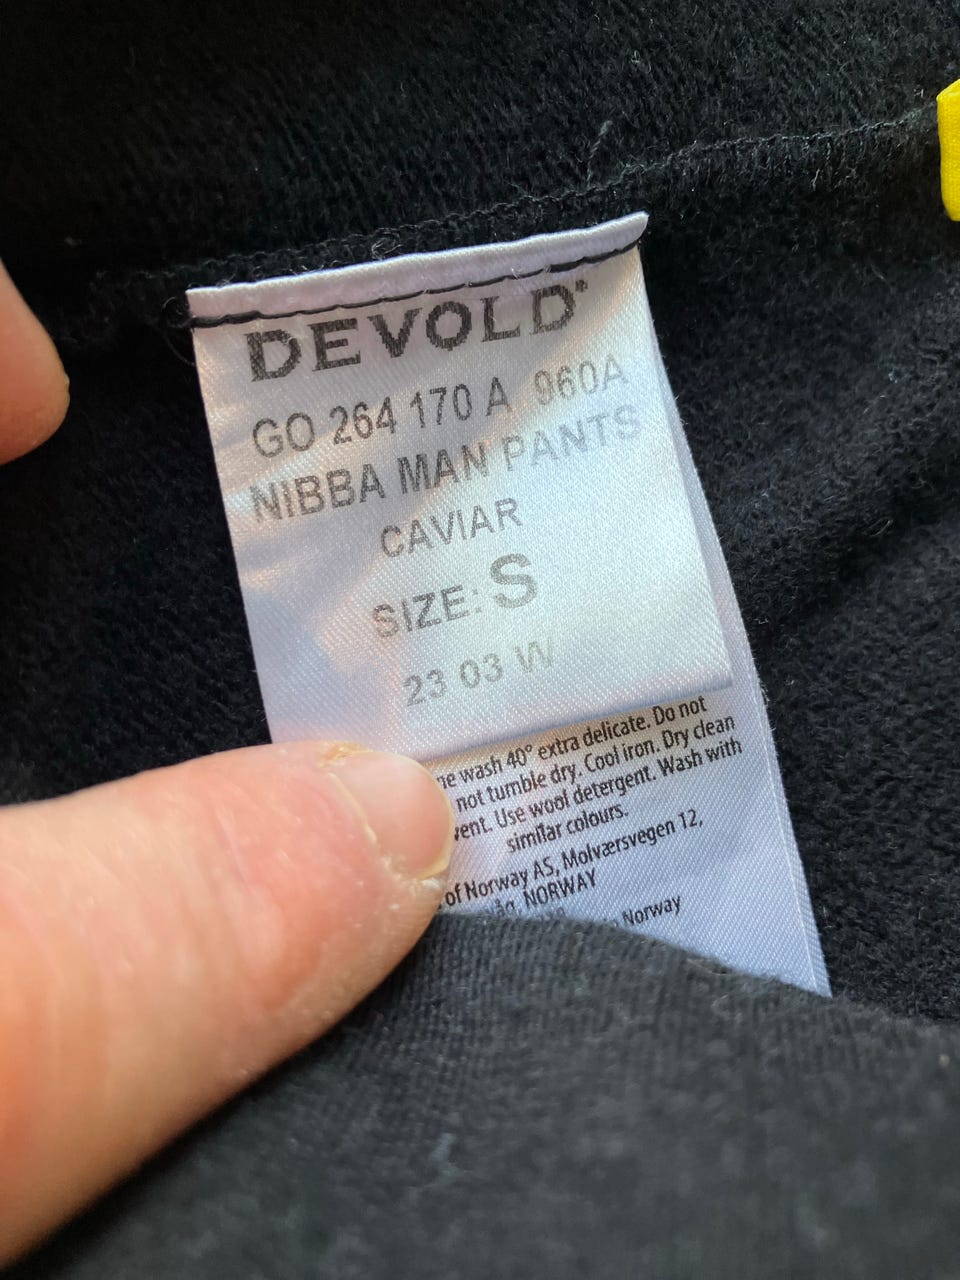 DEVOLD®
GO 264 170 A 960A
NIBBA MAN PANTS
CAVIAR
SIZE: S
23 03 W
wash 40° extra delicate. Do not
not tumble dry. Cool iron. Dry clean
Use wool detergent. Wash with
similar colours.
of Norway AS, Molværsvegen 12,
NORWAY
Norway